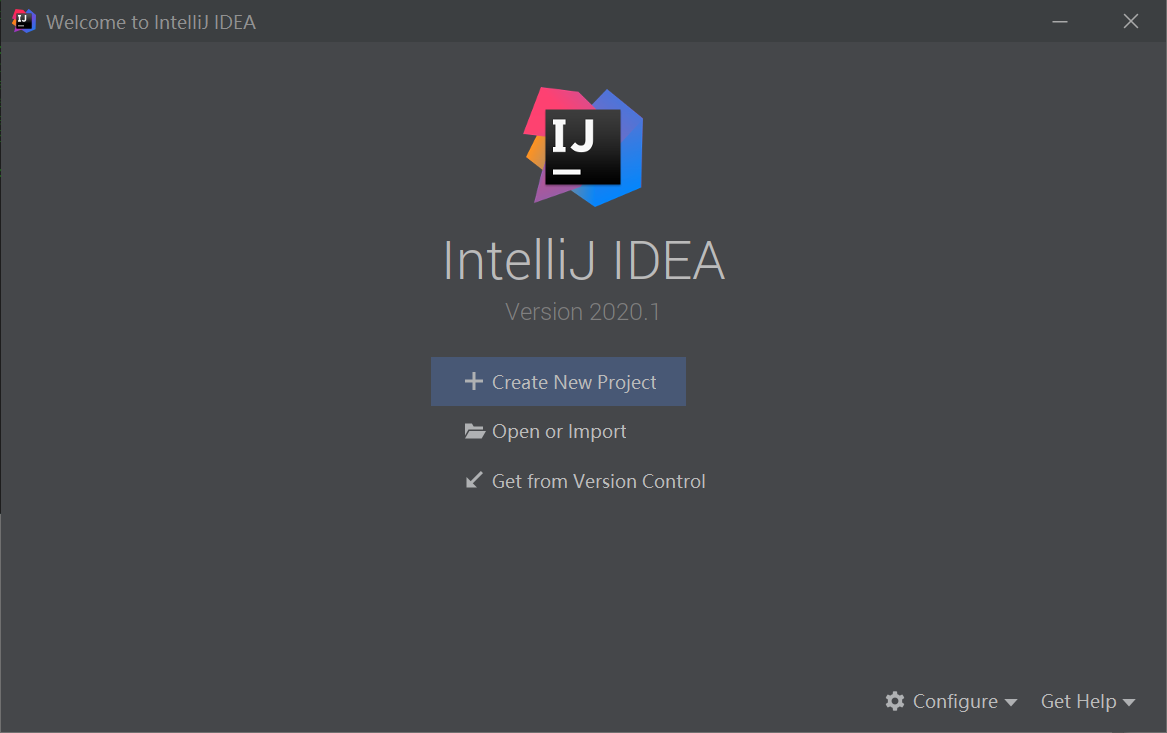 Welcome to IntelliJ IDEA
IJ
IntelliJ IDEA
Version 2020.1
Create New Project
Open or Import
Get from Version Control
Configure
Get Help